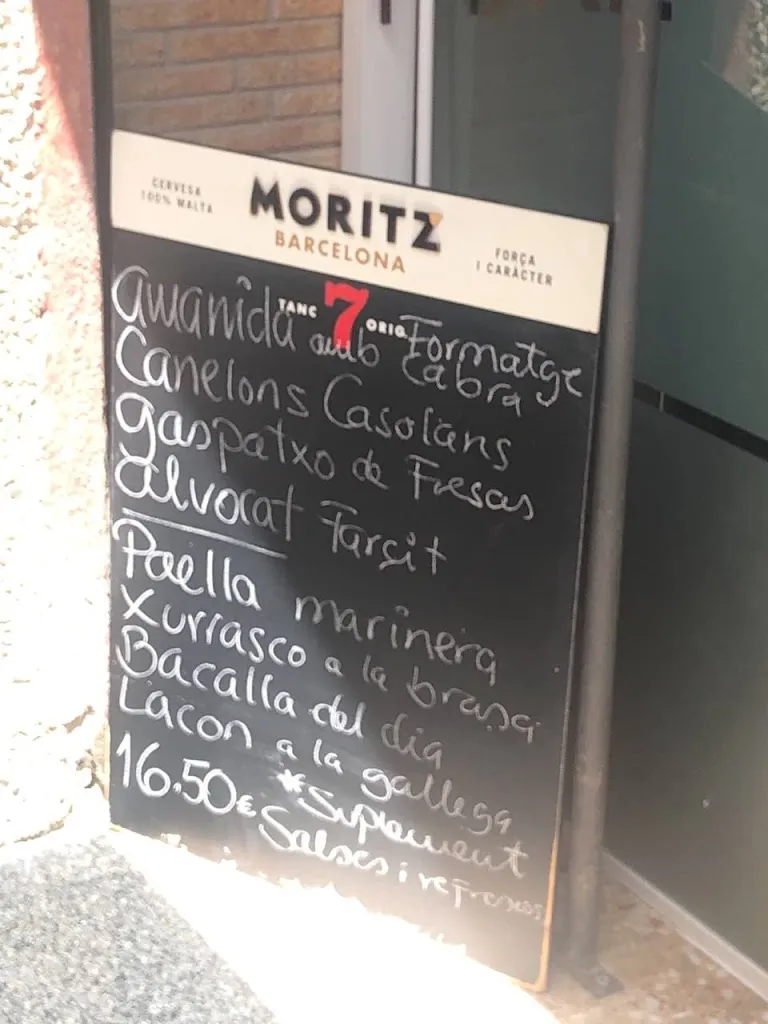 CERVESA
100% MALTA
MORITZ
BARCELONA
FORÇA
I CARÀCTER
TANC 7 ORIG.
amanida amb Formatge
cabra
Canelons Casolans
gaspatxo de Fresas
alvocat Farcit
Paella marinera
Xurrasco a la brasa
Bacalla del dia
Lacon a la gallega
16.50€ *Suplement
Salses i refrescos